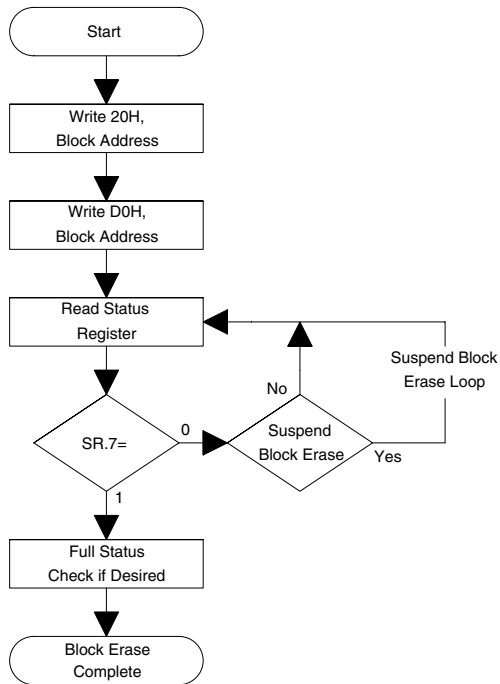 Start
Write 20H,
Block Address
Write D0H,
Block Address
Read Status
Register
Suspend Block
Erase Loop
No
SR.7=
0
Suspend
Block Erase
Yes
1
Full Status
Check if Desired
Block Erase
Complete